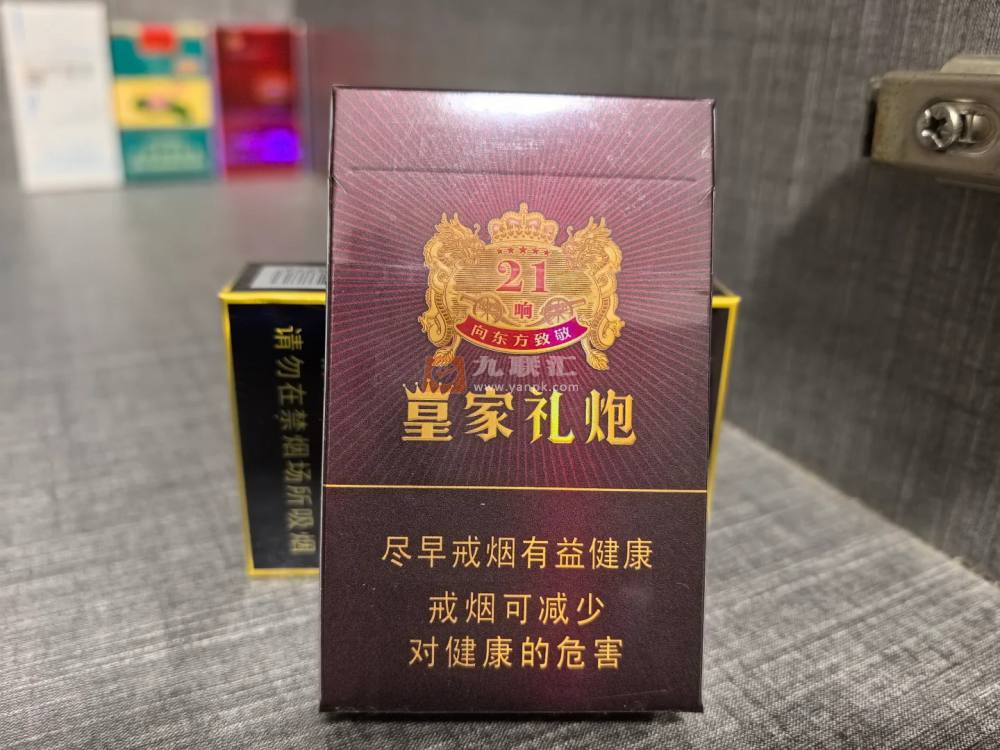 21
响
向东方致敬
九联汇
www.yanpk.com
皇家礼炮
尽早戒烟有益健康
戒烟可减少
对健康的危害
请勿在禁烟场所吸烟